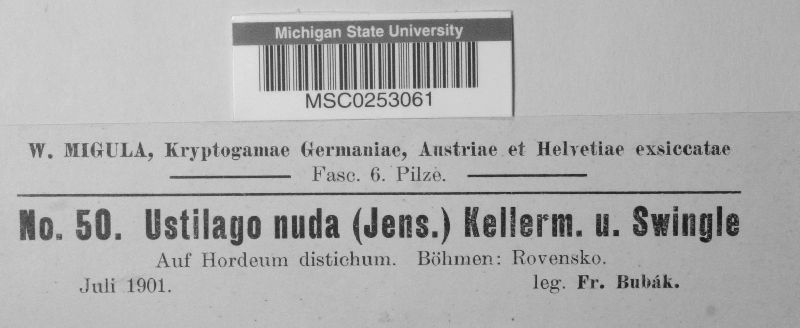 Michigan State University
MSC0253061
W. MIGULA, Kryptogamae Germaniae, Austriae et Helvetiae exsiccatae
Fasc. 6. Pilze.
No. 50. Ustilago nuda (Jens.) Kellerm. u. Swingle
Auf Hordeum distichum. Böhmen: Rovensko.
Juli 1901. leg. Fr. Bubák.